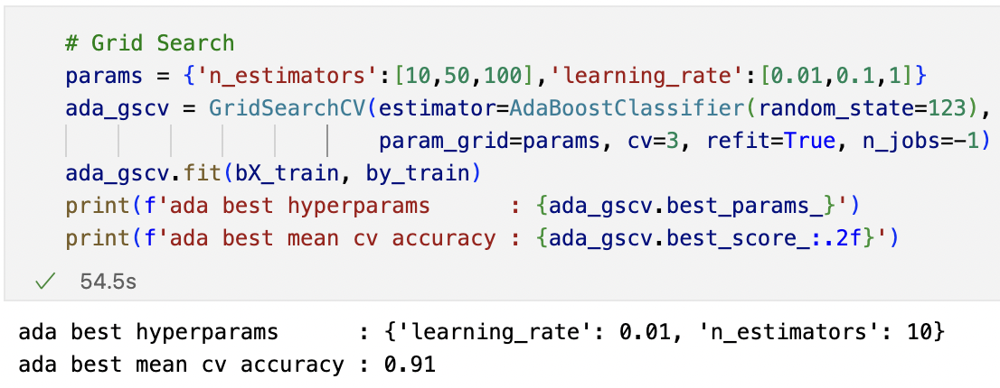 # Grid Search
params = {'n_estimators':[10,50,100],'learning_rate':[0.01,0.1,1]}
ada_gscv = GridSearchCV(estimator=AdaBoostClassifier(random_state=123),
                        param_grid=params, cv=3, refit=True, n_jobs=-1)
ada_gscv.fit(bX_train, by_train)
print(f'ada best hyperparams      : {ada_gscv.best_params_}')
print(f'ada best mean cv accuracy : {ada_gscv.best_score_:.2f}')
54.5s
ada best hyperparams      : {'learning_rate': 0.01, 'n_estimators': 10}
ada best mean cv accuracy : 0.91